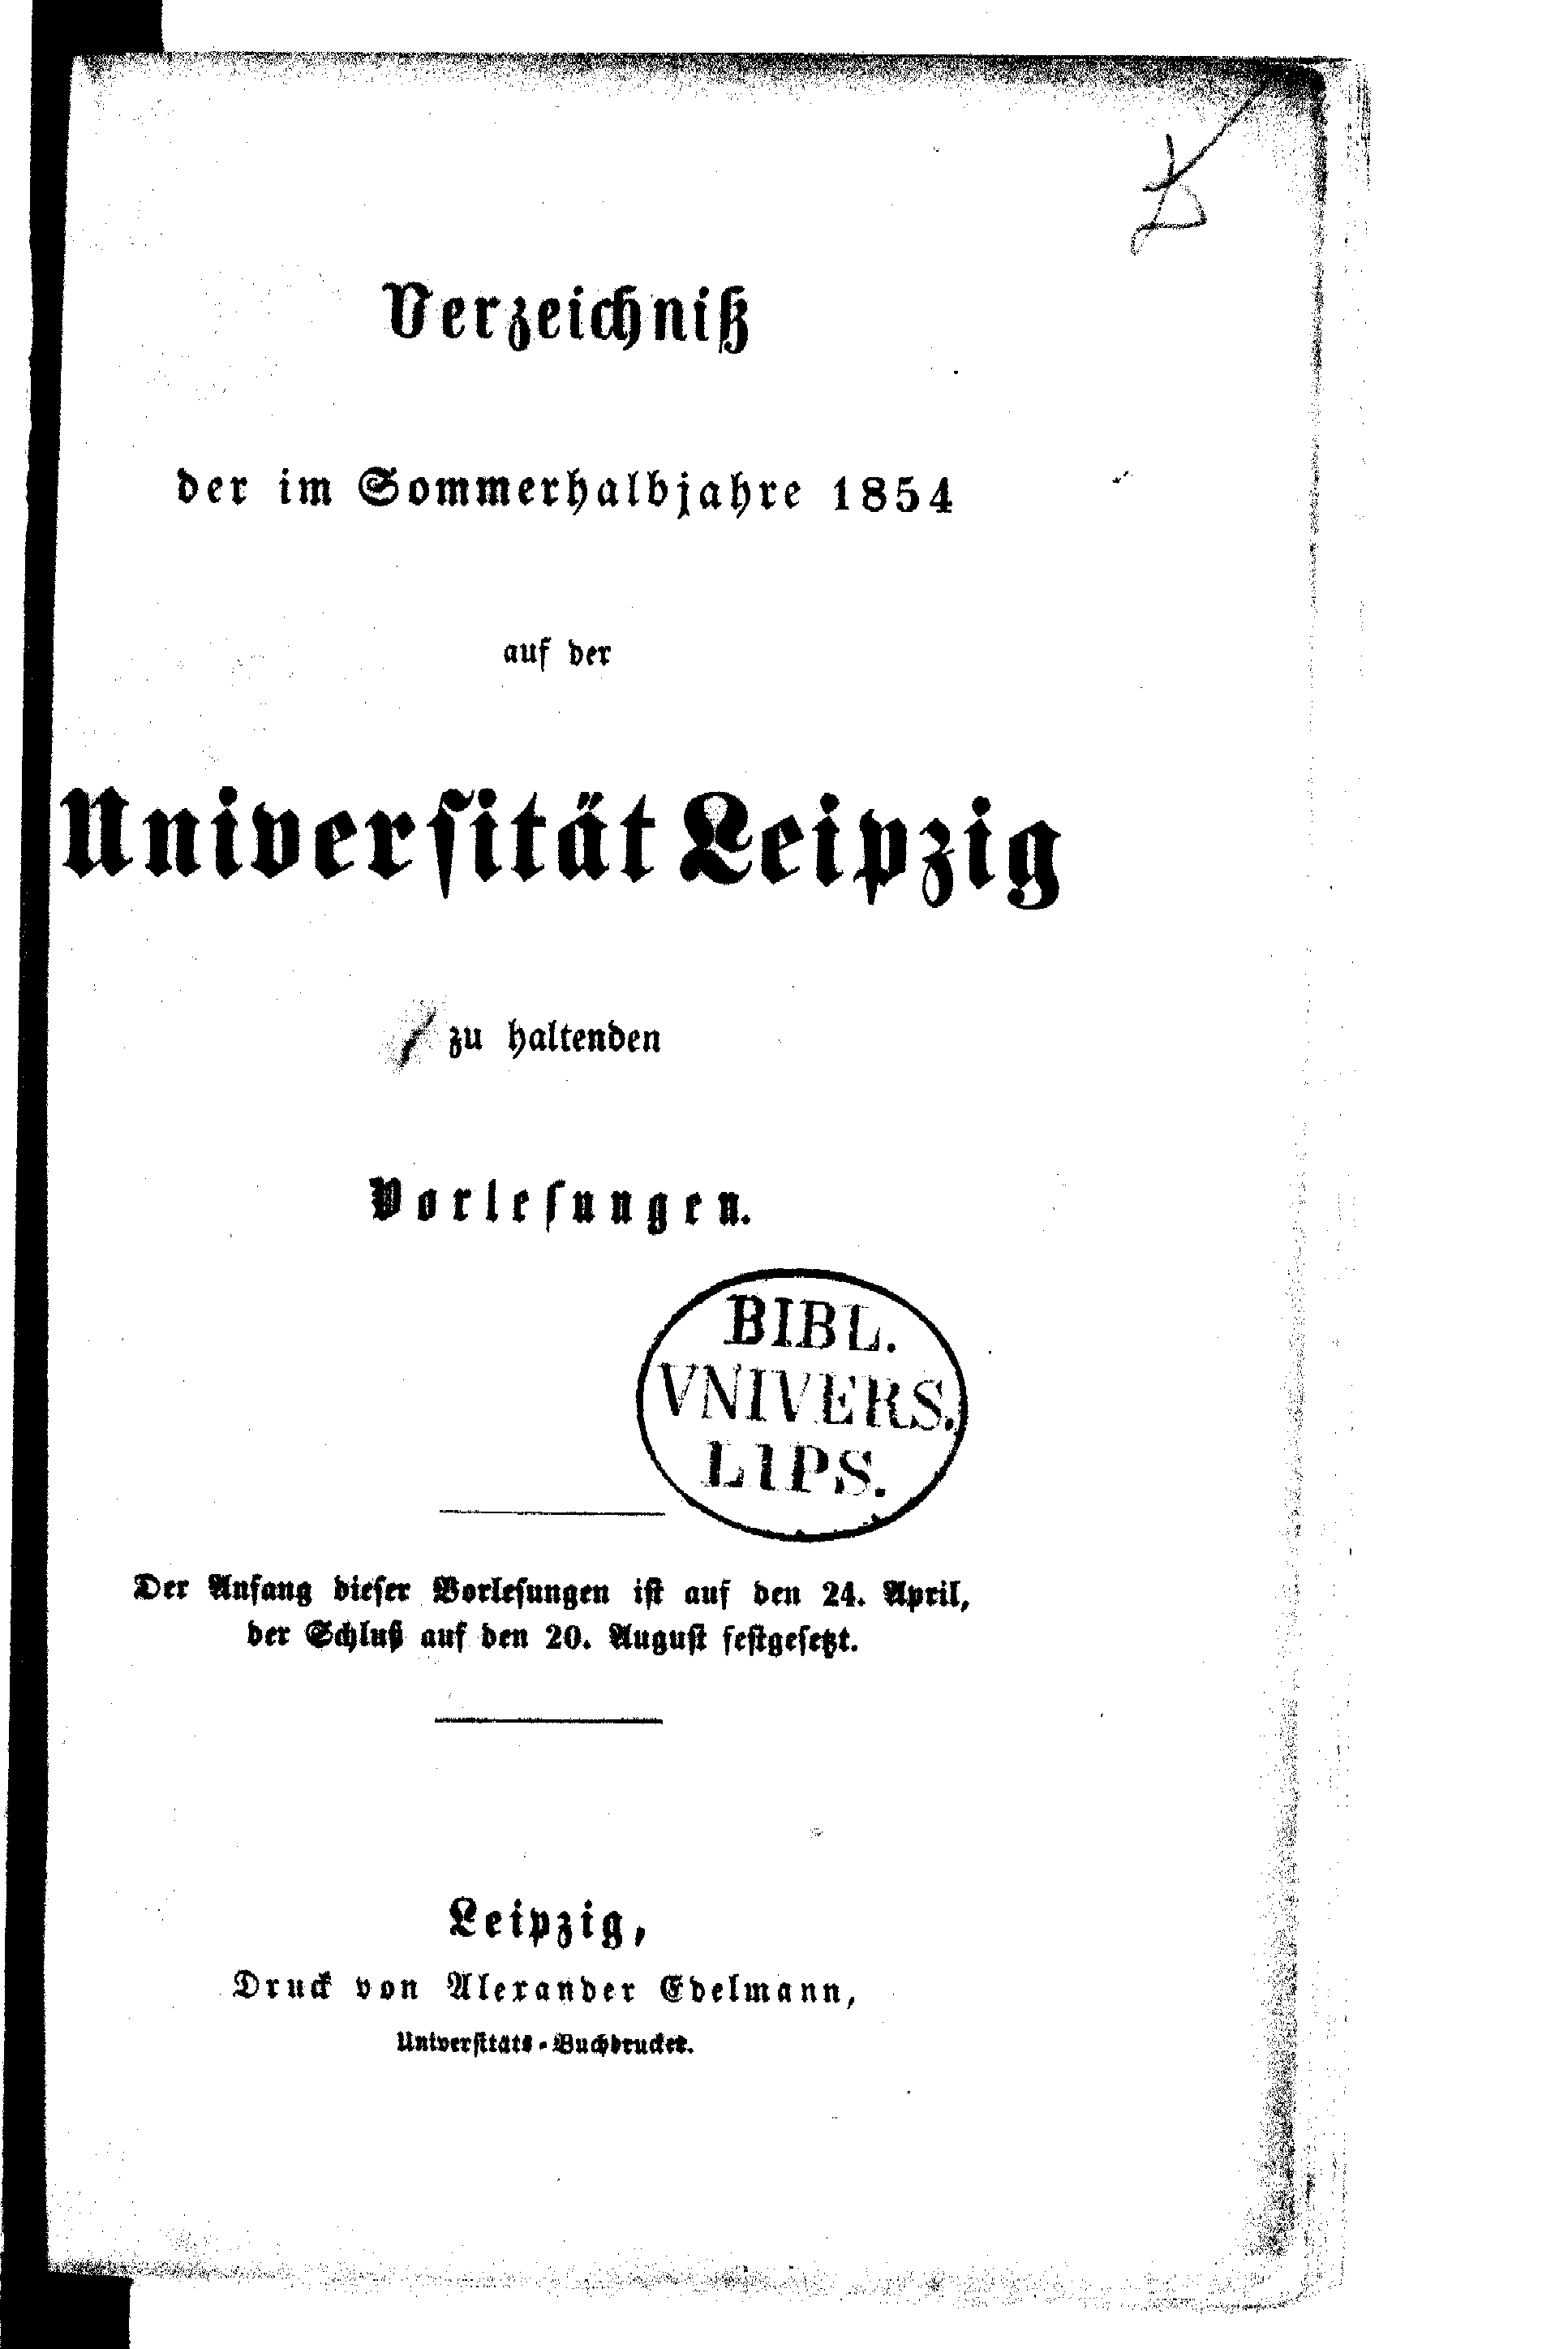 Verzeichniß
der im Sommerhalbjahre 1854
auf der
Universität Leipzig
zu haltenden
Vorlesungen.
BIBL.
VNIVERS.
LIPS.
Der Anfang dieser Vorlesungen ist auf den 24. April,
der Schluß auf den 20. August festgesetzt.
Leipzig,
Druck von Alexander Edelmann,
Universitäts-Buchdrucker.